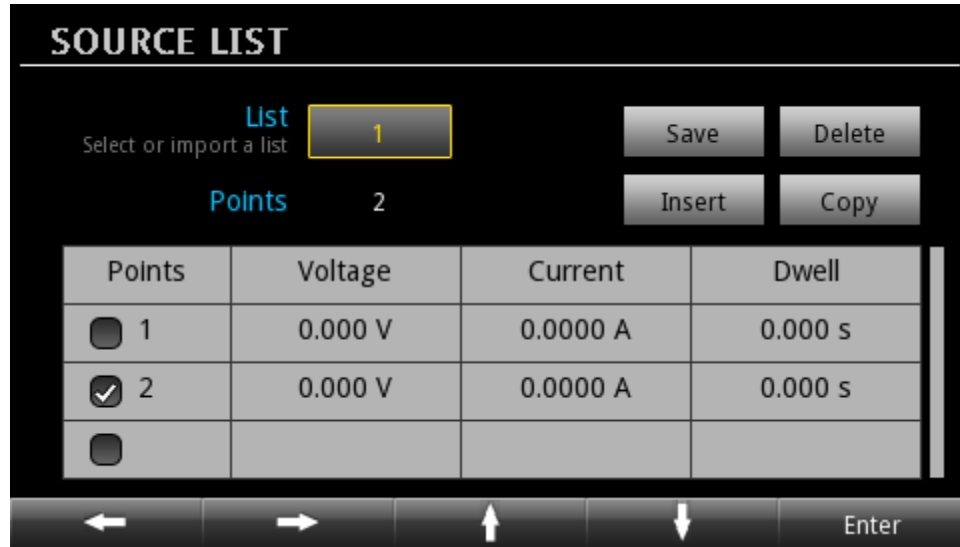 SOURCE LIST
List
Select or import a list
1
Save
Delete
Points
2
Insert
Copy
Points Voltage Current Dwell
1 0.000 V 0.0000 A 0.000 s
2 0.000 V 0.0000 A 0.000 s
Enter